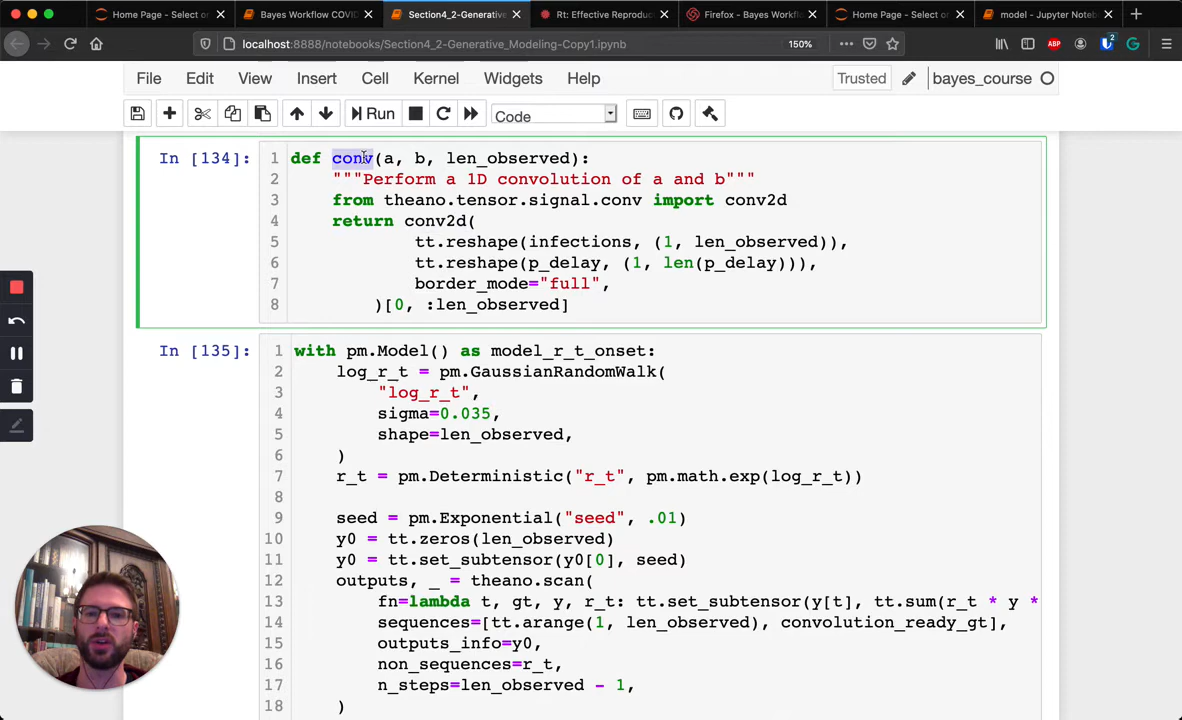 Home Page - Select or
Bayes Workflow COVI
Section4_2-Generative
Rt: Effective Reproduc
Firefox - Bayes Workfl
Home Page - Select or
model - Jupyter Noteb
localhost:8888/notebooks/Section4_2-Generative_Modeling-Copy1.ipynb
150%
ABP
2
File Edit View Insert Cell Kernel Widgets Help
Trusted
bayes_course
Run
Code
In [134]:
1 def conv(a, b, len_observed):
2 """Perform a 1D convolution of a and b"""
3 from theano.tensor.signal.conv import conv2d
4 return conv2d(
5 tt.reshape(infections, (1, len_observed)),
6 tt.reshape(p_delay, (1, len(p_delay))),
7 border_mode="full",
8 )[0, :len_observed]
In [135]:
1 with pm.Model() as model_r_t_onset:
2 log_r_t = pm.GaussianRandomWalk(
3 "log_r_t",
4 sigma=0.035,
5 shape=len_observed,
6 )
7 r_t = pm.Deterministic("r_t", pm.math.exp(log_r_t))
8
9 seed = pm.Exponential("seed", .01)
10 y0 = tt.zeros(len_observed)
11 y0 = tt.set_subtensor(y0[0], seed)
12 outputs, _ = theano.scan(
13 fn=lambda t, gt, y, r_t: tt.set_subtensor(y[t], tt.sum(r_t * y *
14 sequences=[tt.arange(1, len_observed), convolution_ready_gt],
15 outputs_info=y0,
16 non_sequences=r_t,
17 n_steps=len_observed - 1,
18 )